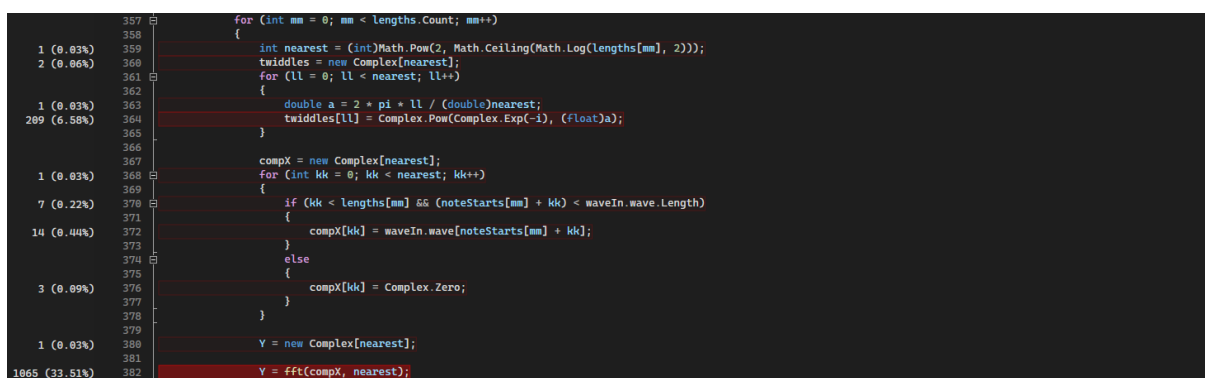 357 for (int mm = 0; mm < lengths.Count; mm++)
358 {
1 (0.03%) 359 int nearest = (int)Math.Pow(2, Math.Ceiling(Math.Log(lengths[mm], 2)));
2 (0.06%) 360 twiddles = new Complex[nearest];
361 for (ll = 0; ll < nearest; ll++)
362 {
1 (0.03%) 363 double a = 2 * pi * ll / (double)nearest;
209 (6.58%) 364 twiddles[ll] = Complex.Pow(Complex.Exp(-i), (float)a);
365 }
366
367 compX = new Complex[nearest];
1 (0.03%) 368 for (int kk = 0; kk < nearest; kk++)
369 {
7 (0.22%) 370 if (kk < lengths[mm] && (noteStarts[mm] + kk) < waveIn.wave.Length)
371 {
14 (0.44%) 372 compX[kk] = waveIn.wave[noteStarts[mm] + kk];
373 }
374 else
375 {
3 (0.09%) 376 compX[kk] = Complex.Zero;
377 }
378 }
379
1 (0.03%) 380 Y = new Complex[nearest];
381
1065 (33.51%) 382 Y = fft(compX, nearest);